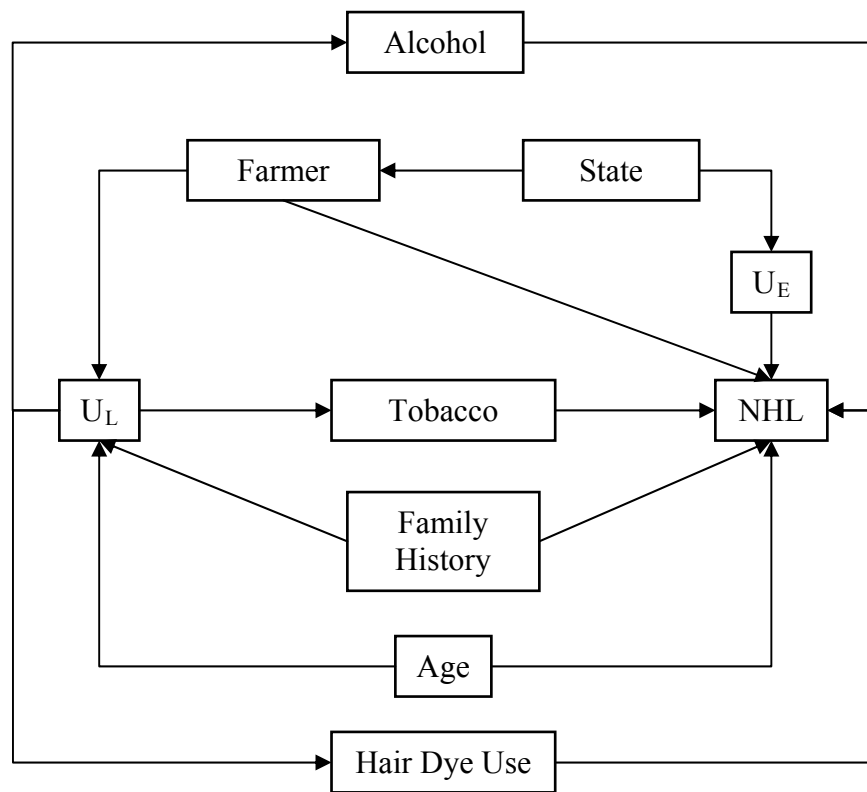 Alcohol
Farmer
State
U_E
U_L
Tobacco
NHL
Family
History
Age
Hair Dye Use